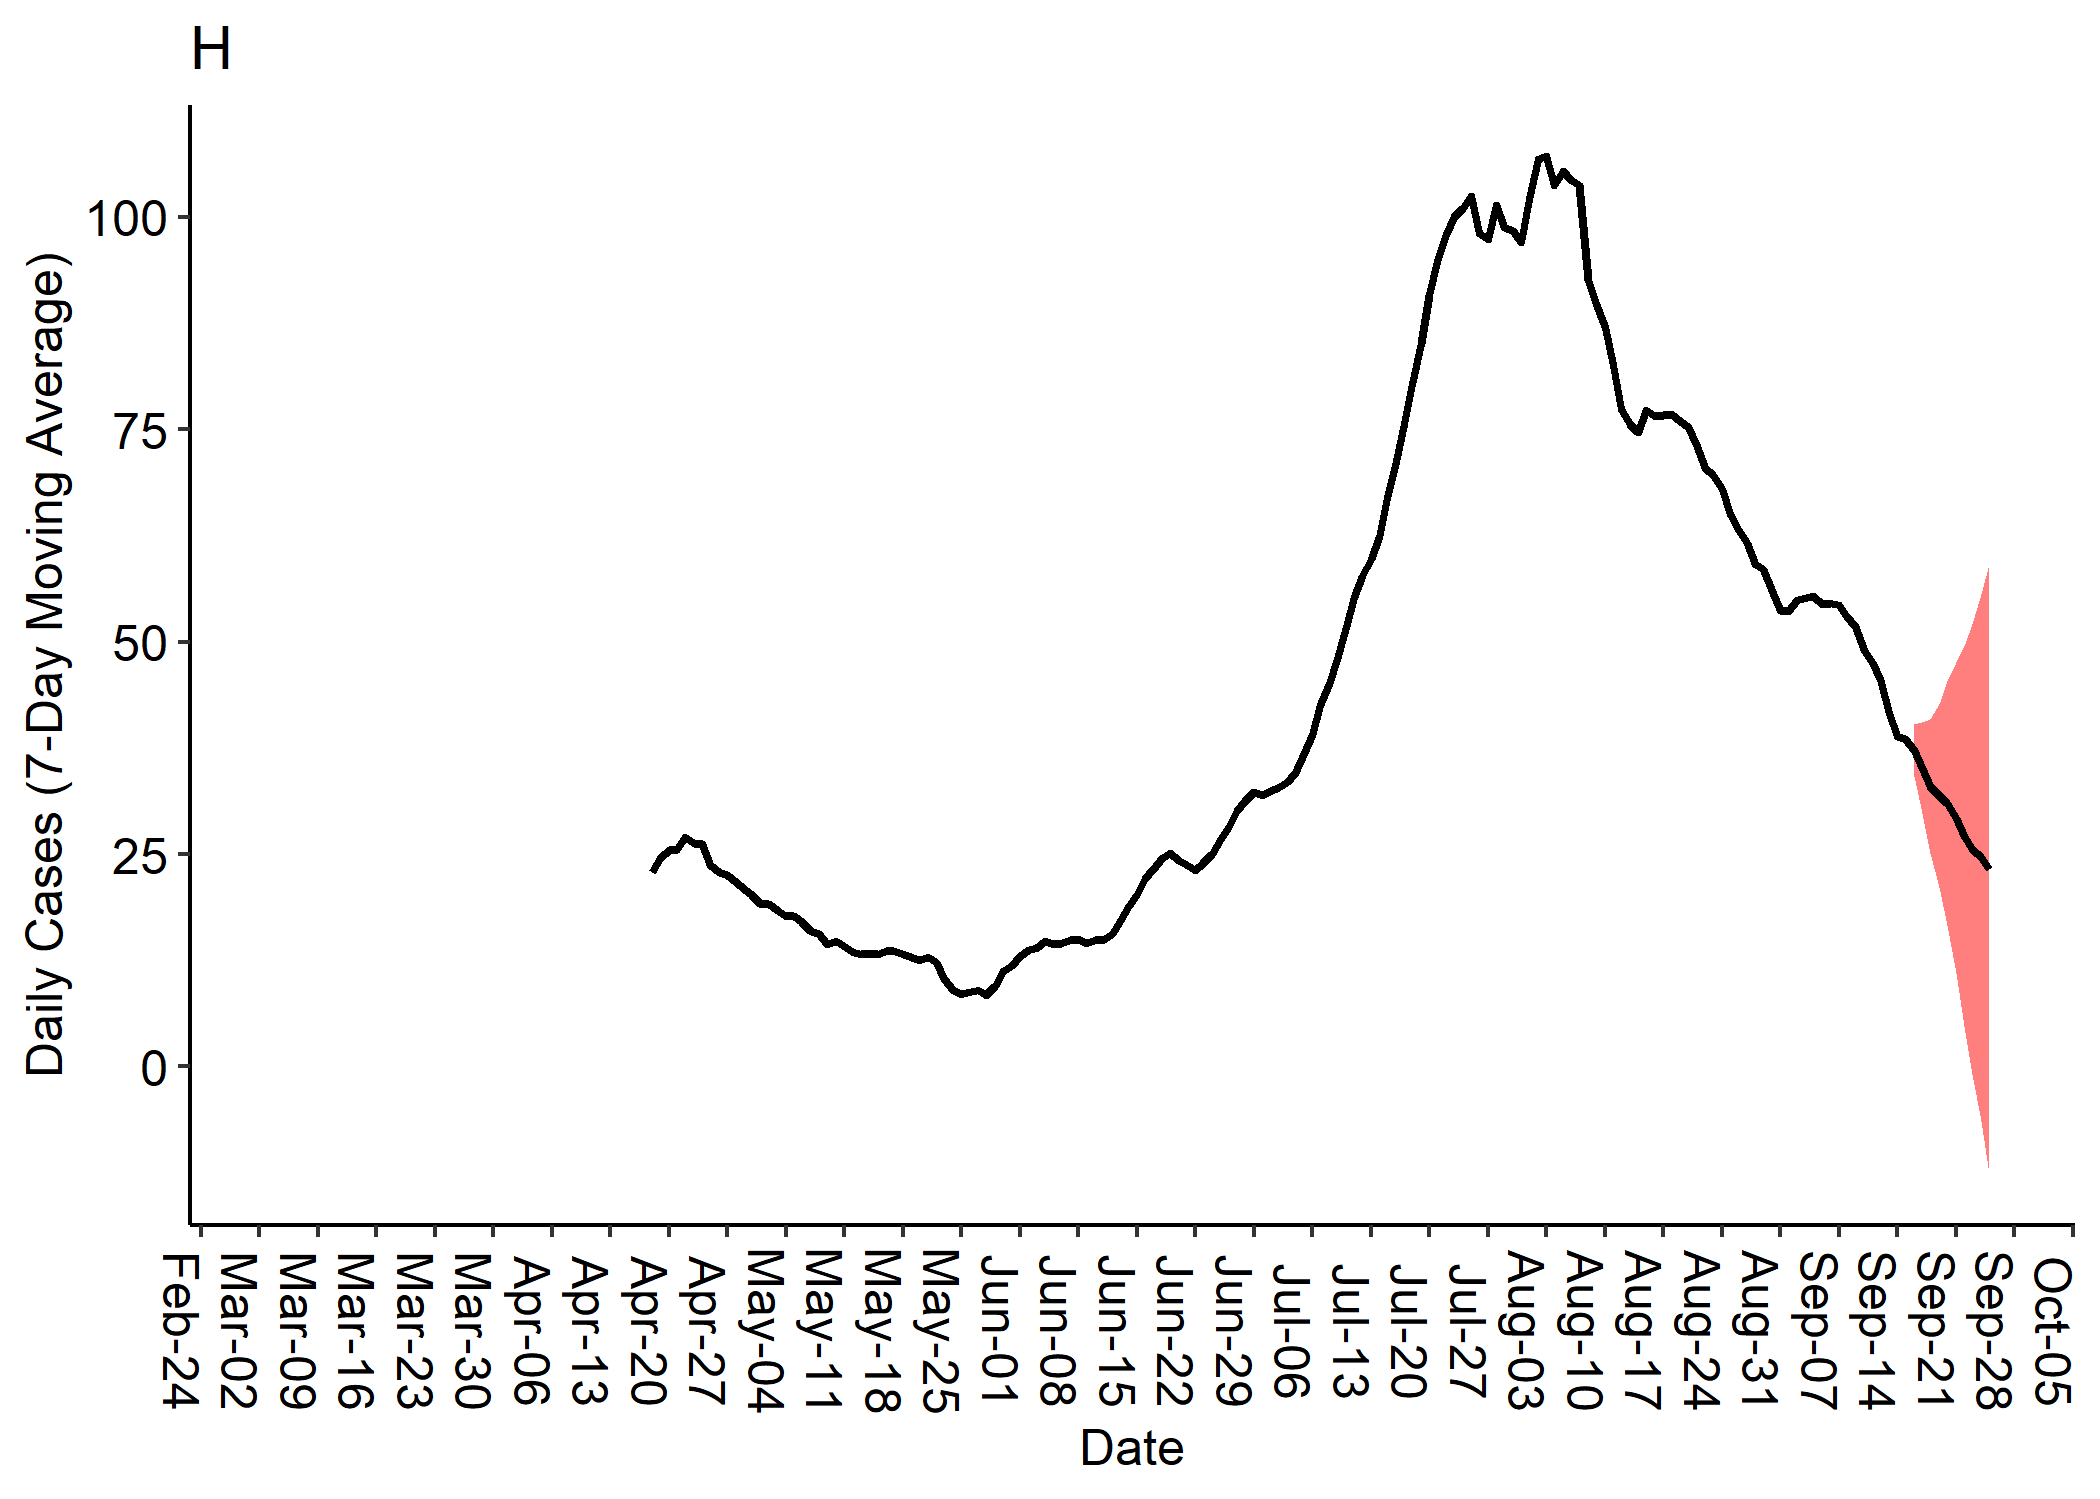 H
Daily Cases (7-Day Moving Average)
100
75
50
25
0
Feb-24
Mar-02
Mar-09
Mar-16
Mar-23
Mar-30
Apr-06
Apr-13
Apr-20
Apr-27
May-04
May-11
May-18
May-25
Jun-01
Jun-08
Jun-15
Jun-22
Jun-29
Jul-06
Jul-13
Jul-20
Jul-27
Aug-03
Aug-10
Aug-17
Aug-24
Aug-31
Sep-07
Sep-14
Sep-21
Sep-28
Oct-05
Date